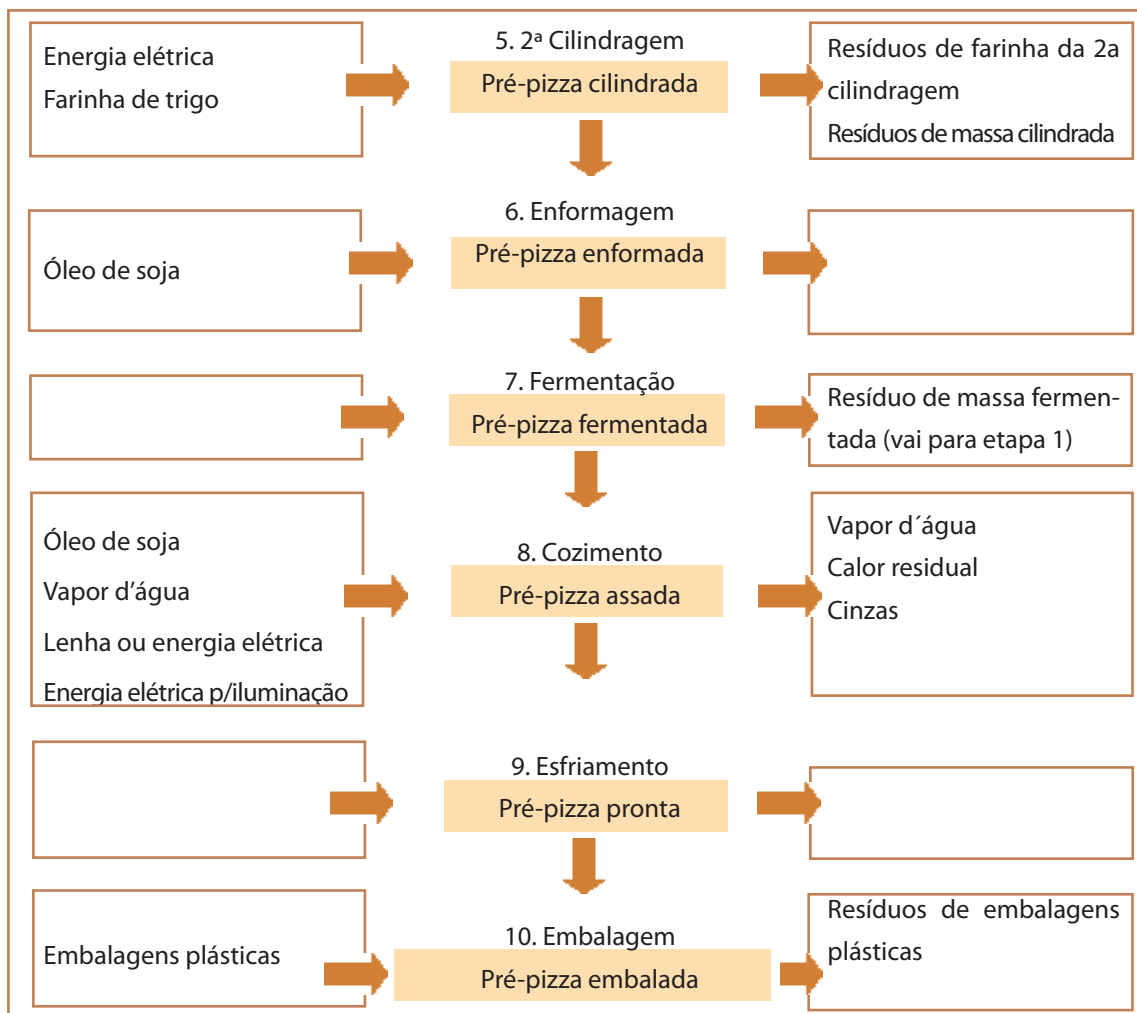 Energia elétrica
Farinha de trigo
5. 2ª Cilindragem
Pré-pizza cilindrada
Resíduos de farinha da 2a
cilindragem
Resíduos de massa cilindrada
Óleo de soja
6. Enformagem
Pré-pizza enformada
7. Fermentação
Pré-pizza fermentada
Resíduo de massa fermen-
tada (vai para etapa 1)
Óleo de soja
Vapor d’água
Lenha ou energia elétrica
Energia elétrica p/iluminação
8. Cozimento
Pré-pizza assada
Vapor d´água
Calor residual
Cinzas
9. Esfriamento
Pré-pizza pronta
Embalagens plásticas
10. Embalagem
Pré-pizza embalada
Resíduos de embalagens
plásticas